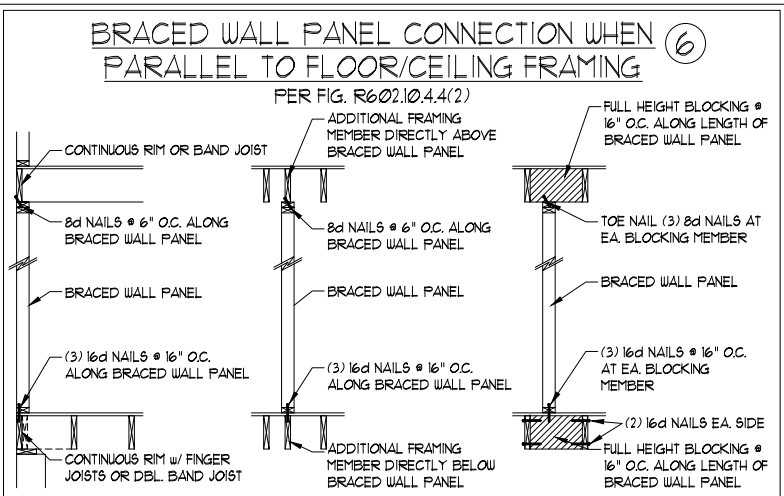 BRACED WALL PANEL CONNECTION WHEN
PARALLEL TO FLOOR/CEILING FRAMING
6
PER FIG. R602.10.4.4(2)
CONTINUOUS RIM OR BAND JOIST
8d NAILS @ 6" O.C. ALONG
BRACED WALL PANEL
BRACED WALL PANEL
(3) 16d NAILS @ 16" O.C.
ALONG BRACED WALL PANEL
CONTINUOUS RIM w/ FINGER
JOISTS OR DBL. BAND JOIST
ADDITIONAL FRAMING
MEMBER DIRECTLY ABOVE
BRACED WALL PANEL
8d NAILS @ 6" O.C. ALONG
BRACED WALL PANEL
BRACED WALL PANEL
(3) 16d NAILS @ 16" O.C.
ALONG BRACED WALL PANEL
ADDITIONAL FRAMING
MEMBER DIRECTLY BELOW
BRACED WALL PANEL
FULL HEIGHT BLOCKING @
16" O.C. ALONG LENGTH OF
BRACED WALL PANEL
TOE NAIL (3) 8d NAILS AT
EA. BLOCKING MEMBER
BRACED WALL PANEL
(3) 16d NAILS @ 16" O.C.
AT EA. BLOCKING
MEMBER
(2) 16d NAILS EA. SIDE
FULL HEIGHT BLOCKING @
16" O.C. ALONG LENGTH OF
BRACED WALL PANEL